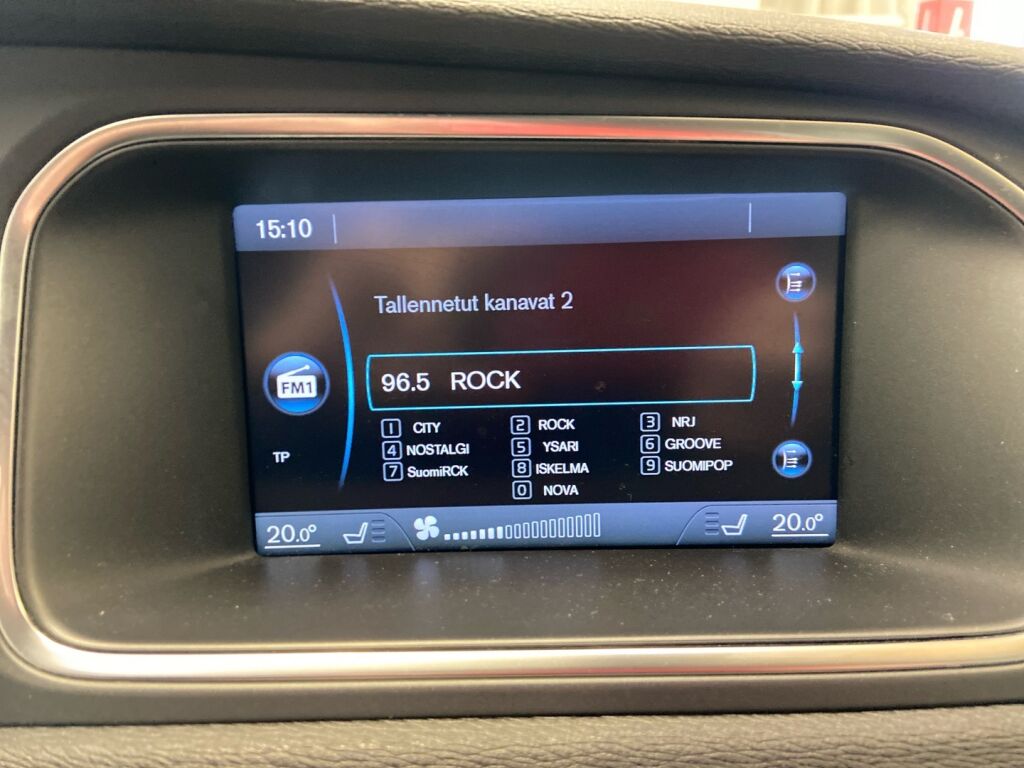 15:10
Tallennetut kanavat 2
FM1
96.5 ROCK
1 CITY 2 ROCK 3 NRJ
4 NOSTALGI 5 YSARI 6 GROOVE
TP
7 SuomiRCK 8 ISKELMA 9 SUOMIPOP
0 NOVA
20.0° 20.0°